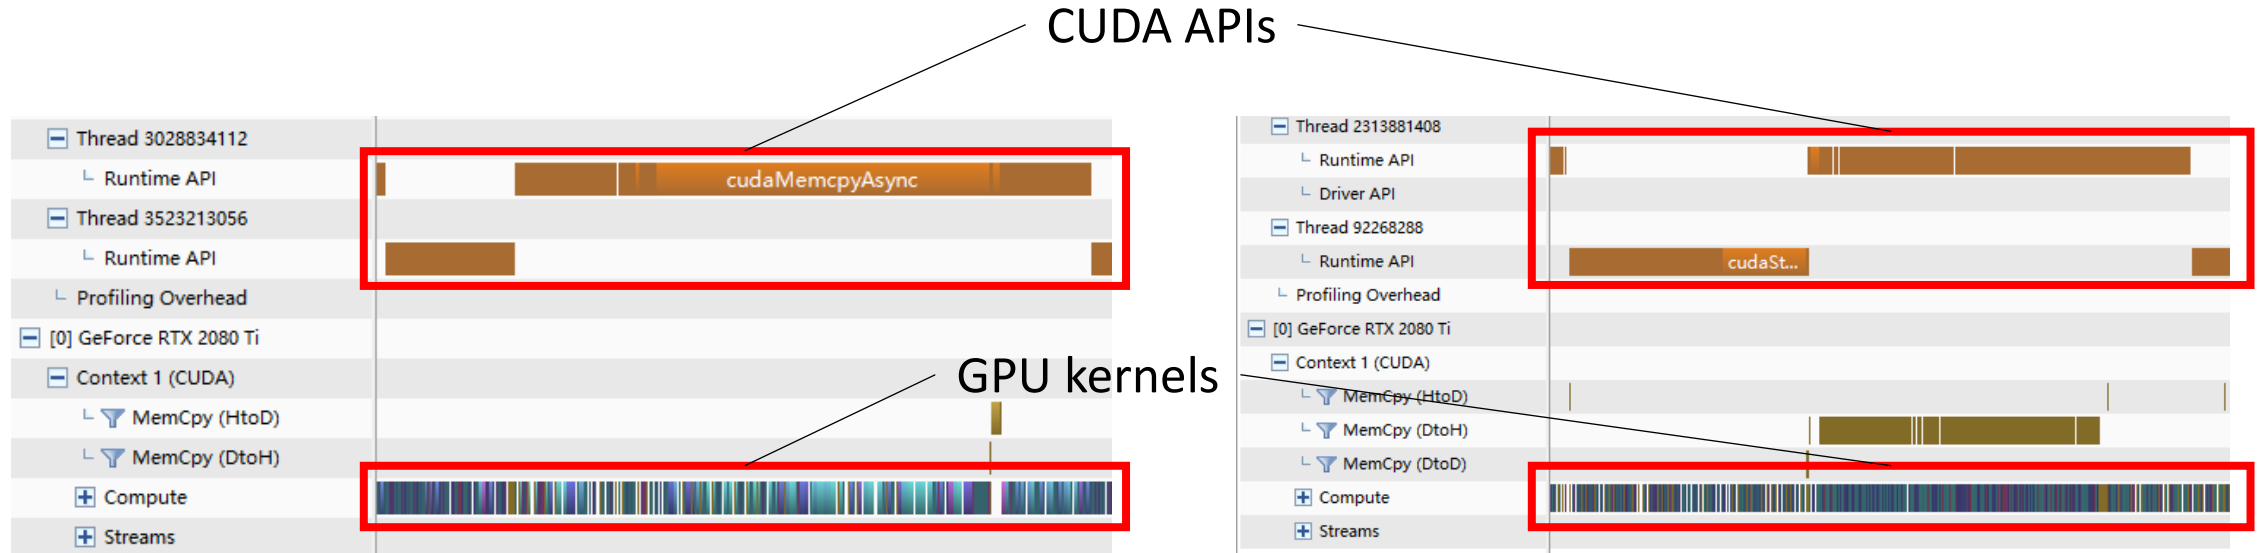 CUDA APIs
Thread 3028834112
Runtime API
cudaMemcpyAsync
Thread 3523213056
Runtime API
Profiling Overhead
[0] GeForce RTX 2080 Ti
Context 1 (CUDA)
MemCpy (HtoD)
MemCpy (DtoH)
Compute
Streams
GPU kernels
Thread 2313881408
Runtime API
Driver API
Thread 92268288
Runtime API
cudaSt...
Profiling Overhead
[0] GeForce RTX 2080 Ti
Context 1 (CUDA)
MemCpy (HtoD)
MemCpy (DtoH)
MemCpy (DtoD)
Compute
Streams